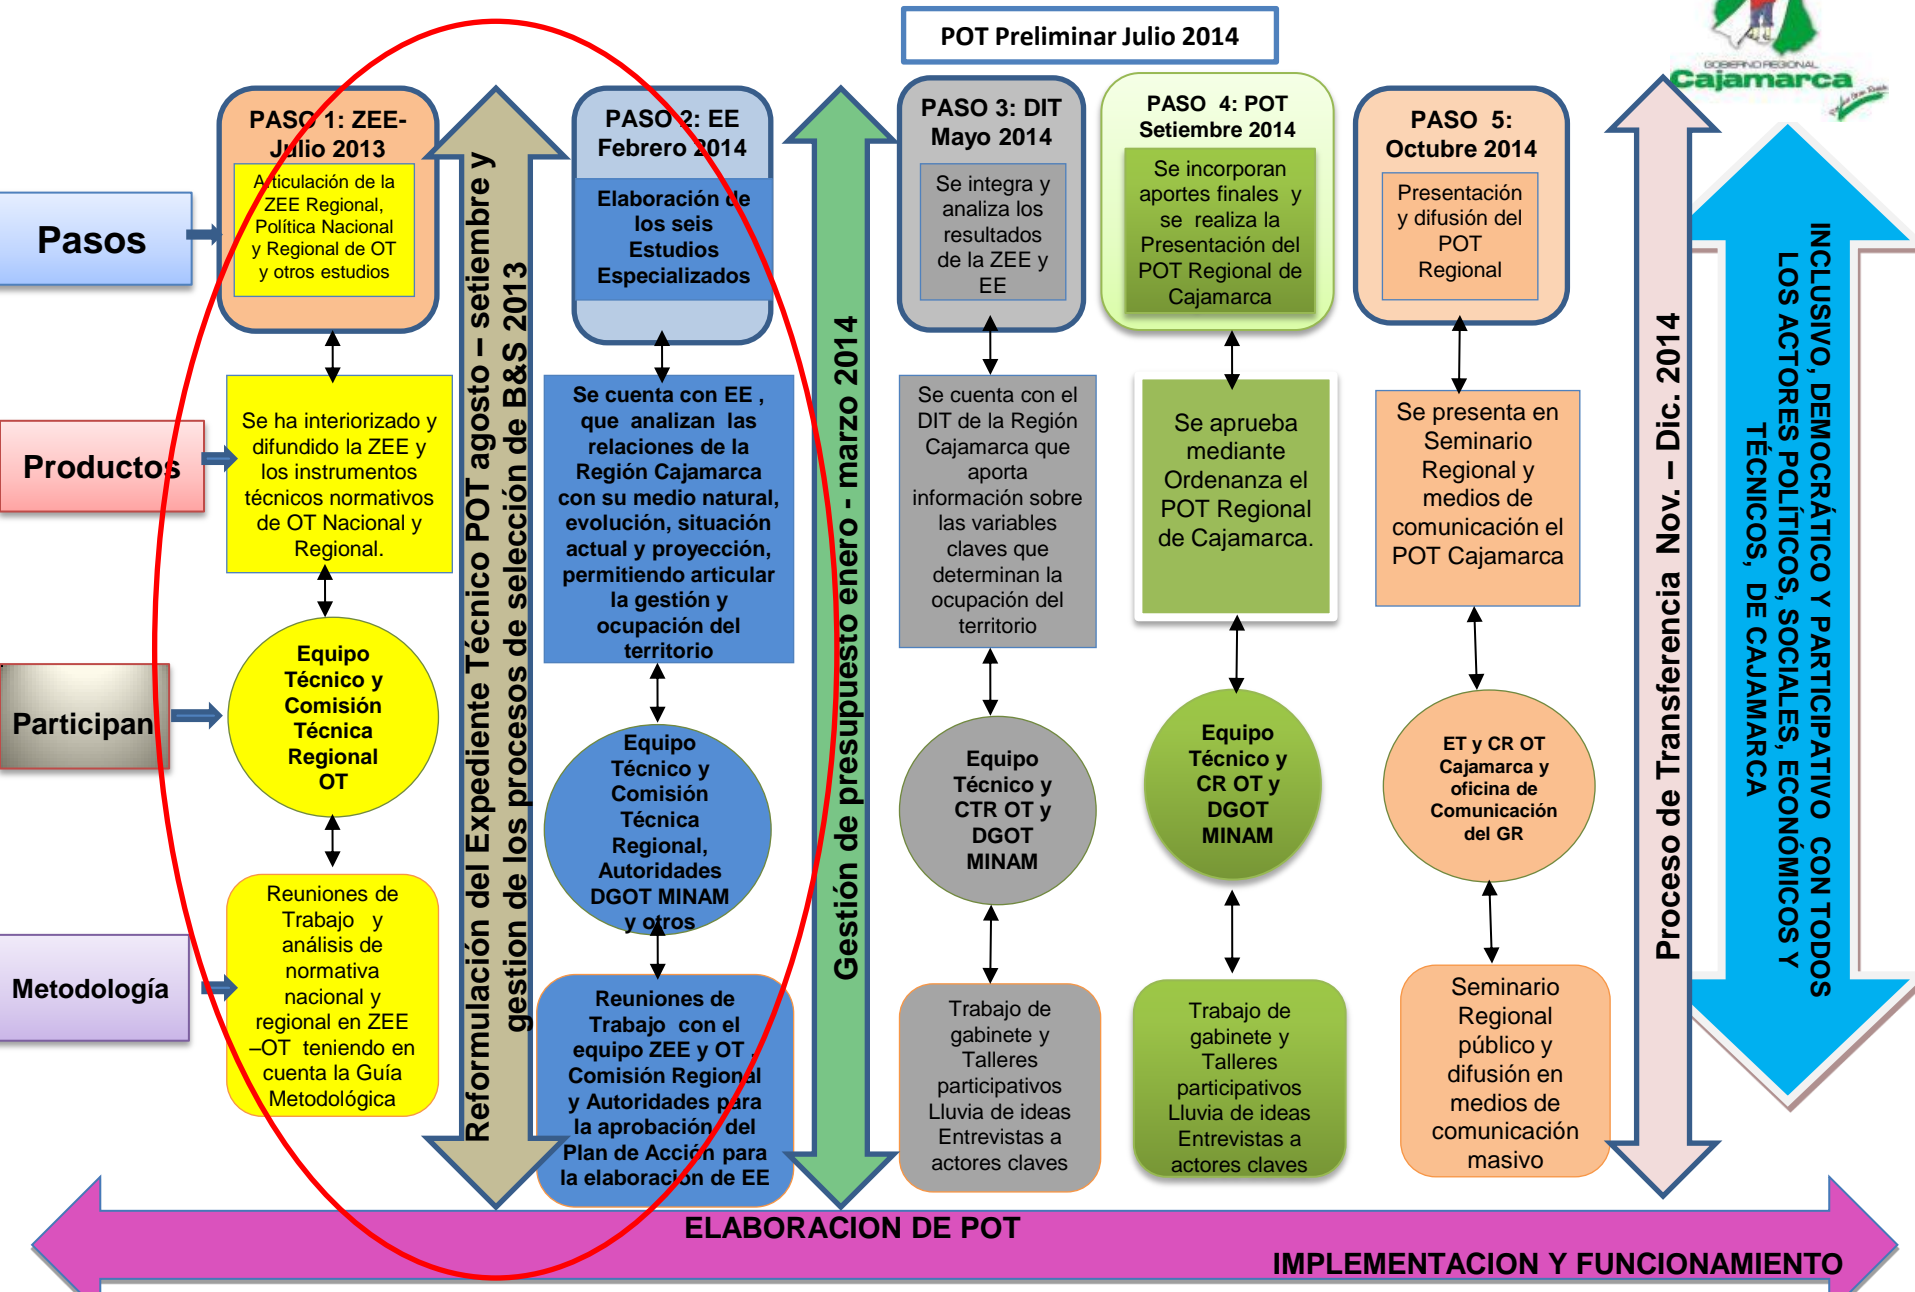 POT Preliminar Julio 2014
GOBIERNO REGIONAL
Cajamarca
Pasos
PASO 1: ZEE-
Julio 2013
Articulación de la
ZEE Regional,
Política Nacional
y Regional de OT
y otros estudios
PASO 2: EE
Febrero 2014
Elaboración de
los seis
Estudios
Especializados
PASO 3: DIT
Mayo 2014
Se integra y
analiza los
resultados
de la ZEE y
EE
PASO 4: POT
Setiembre 2014
Se incorporan
aportes finales y
se realiza la
Presentación del
POT Regional de
Cajamarca
PASO 5:
Octubre 2014
Presentación
y difusión del
POT
Regional
Productos
Se ha interiorizado y
difundido la ZEE y
los instrumentos
técnicos normativos
de OT Nacional y
Regional.
Se cuenta con EE ,
que analizan las
relaciones de la
Región Cajamarca
con su medio natural,
evolución, situación
actual y proyección,
permitiendo articular
la gestión y
ocupación del
territorio
Se cuenta con el
DIT de la Región
Cajamarca que
aporta
información sobre
las variables
claves que
determinan la
ocupación del
territorio
Se aprueba
mediante
Ordenanza el
POT Regional
de Cajamarca.
Se presenta en
Seminario
Regional y
medios de
comunicación el
POT Cajamarca
Participan
Equipo
Técnico y
Comisión
Técnica
Regional
OT
Equipo
Técnico y
Comisión
Técnica
Regional,
Autoridades
DGOT MINAM
y otros
Equipo
Técnico y
CTR OT y
DGOT
MINAM
Equipo
Técnico y
CR OT y
DGOT
MINAM
ET y CR OT
Cajamarca y
oficina de
Comunicación
del GR
Metodología
Reuniones de
Trabajo y
análisis de
normativa
nacional y
regional en ZEE
–OT teniendo en
cuenta la Guía
Metodológica
Reuniones de
Trabajo con el
equipo ZEE y OT ,
Comisión Regional
y Autoridades para
la aprobación del
Plan de Acción para
la elaboración de EE
Trabajo de
gabinete y
Talleres
participativos
Lluvia de ideas
Entrevistas a
actores claves
Trabajo de
gabinete y
Talleres
participativos
Lluvia de ideas
Entrevistas a
actores claves
Seminario
Regional
público y
difusión en
medios de
comunicación
masivo
Reformulación del Expediente Técnico POT agosto – setiembre y
gestion de los procesos de selección de B&S 2013
Gestión de presupuesto enero - marzo 2014
Proceso de Transferencia Nov. – Dic. 2014
INCLUSIVO, DEMOCRÁTICO Y PARTICIPATIVO CON TODOS
LOS ACTORES POLÍTICOS, SOCIALES, ECONÓMICOS Y
TÉCNICOS, DE CAJAMARCA
ELABORACION DE POT
IMPLEMENTACION Y FUNCIONAMIENTO